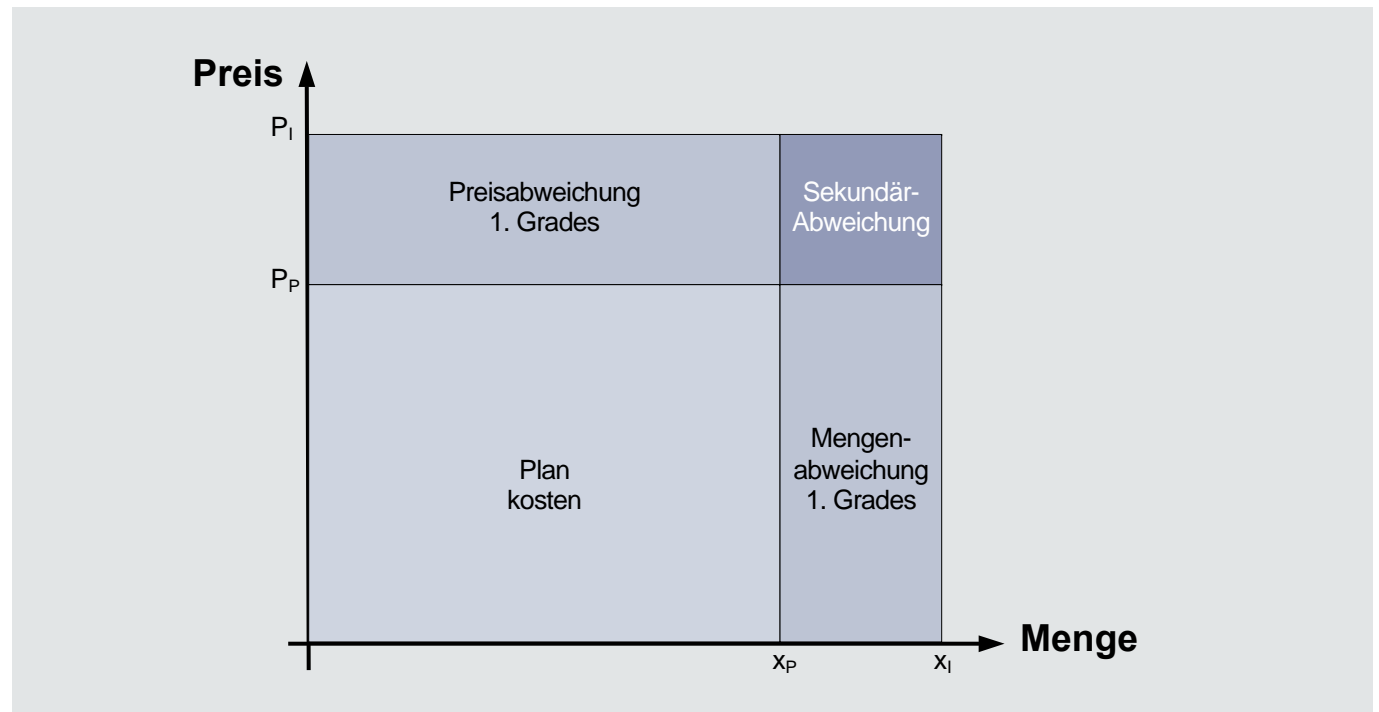 Preis
P_I
Preisabweichung
1. Grades
Sekundär-
Abweichung
P_P
Plan
kosten
Mengen-
abweichung
1. Grades
Menge
x_P
x_I